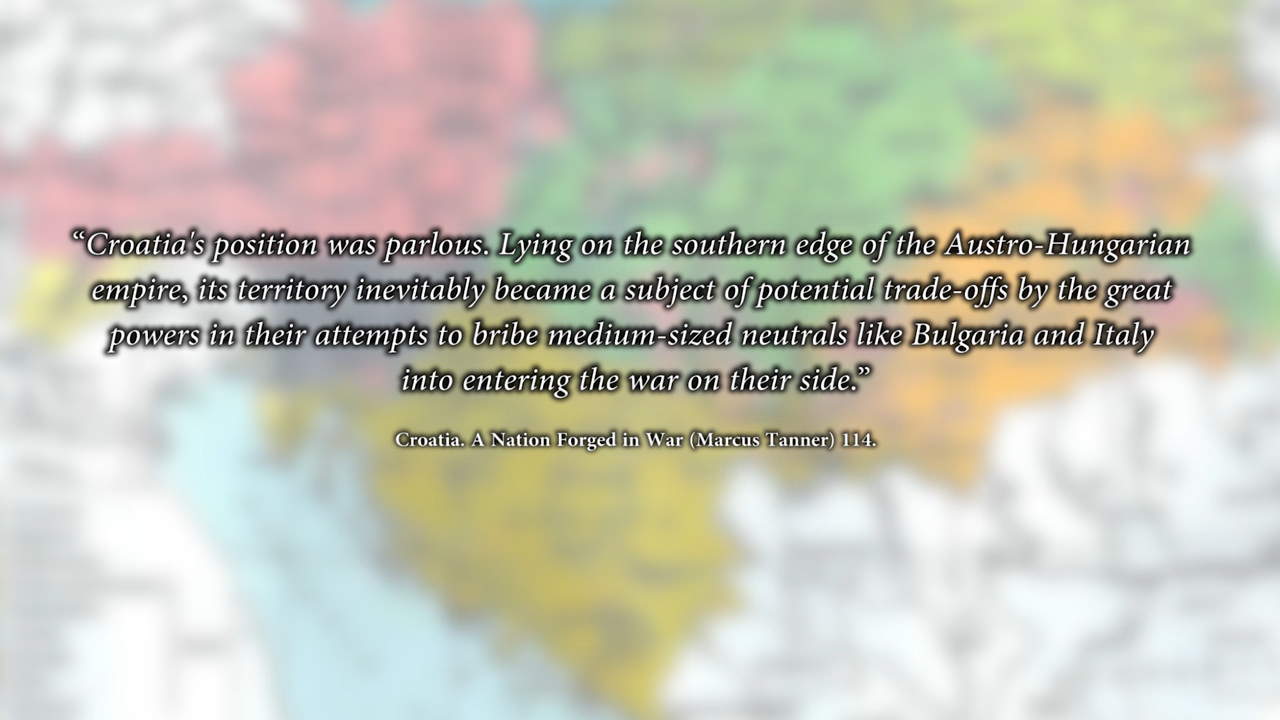 “Croatia's position was parlous. Lying on the southern edge of the Austro-Hungarian
empire, its territory inevitably became a subject of potential trade-offs by the great
powers in their attempts to bribe medium-sized neutrals like Bulgaria and Italy
into entering the war on their side.”
Croatia. A Nation Forged in War (Marcus Tanner) 114.